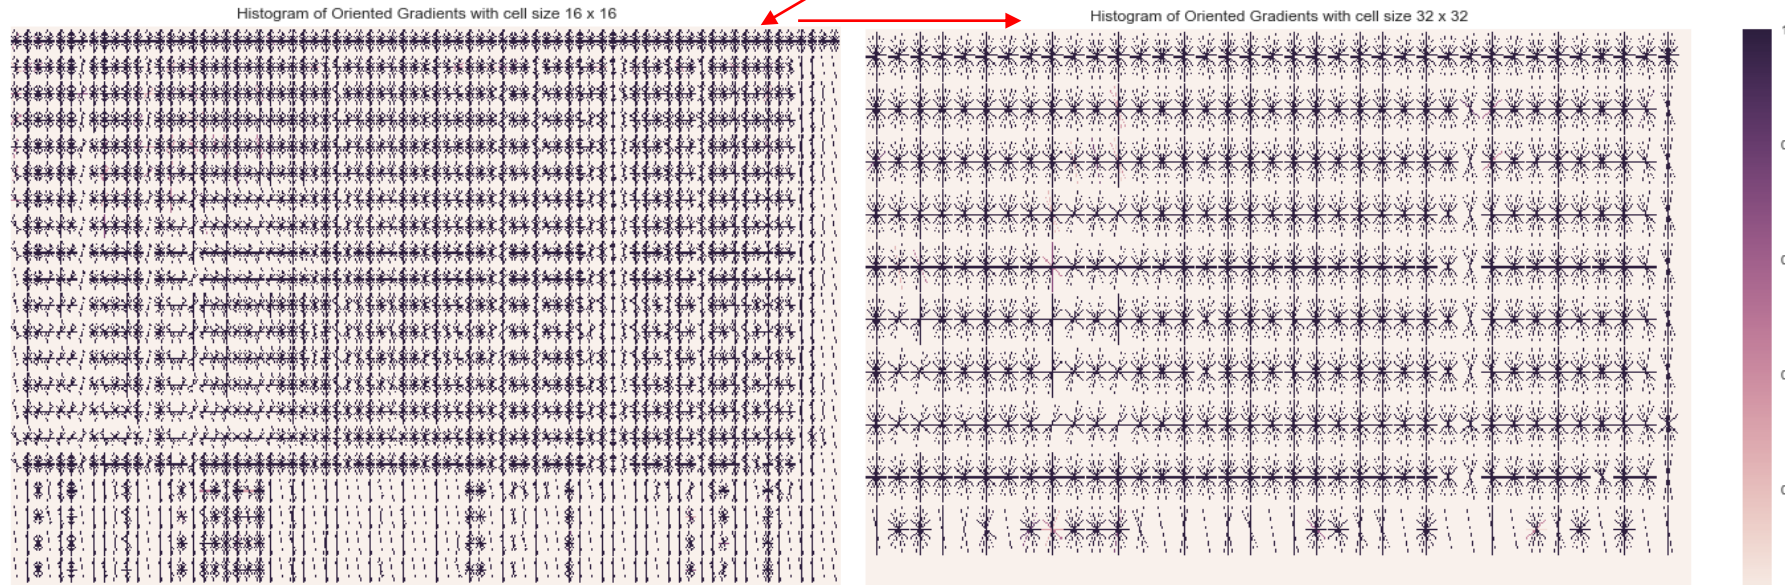 Histogram of Oriented Gradients with cell size 16 x 16
Histogram of Oriented Gradients with cell size 32 x 32